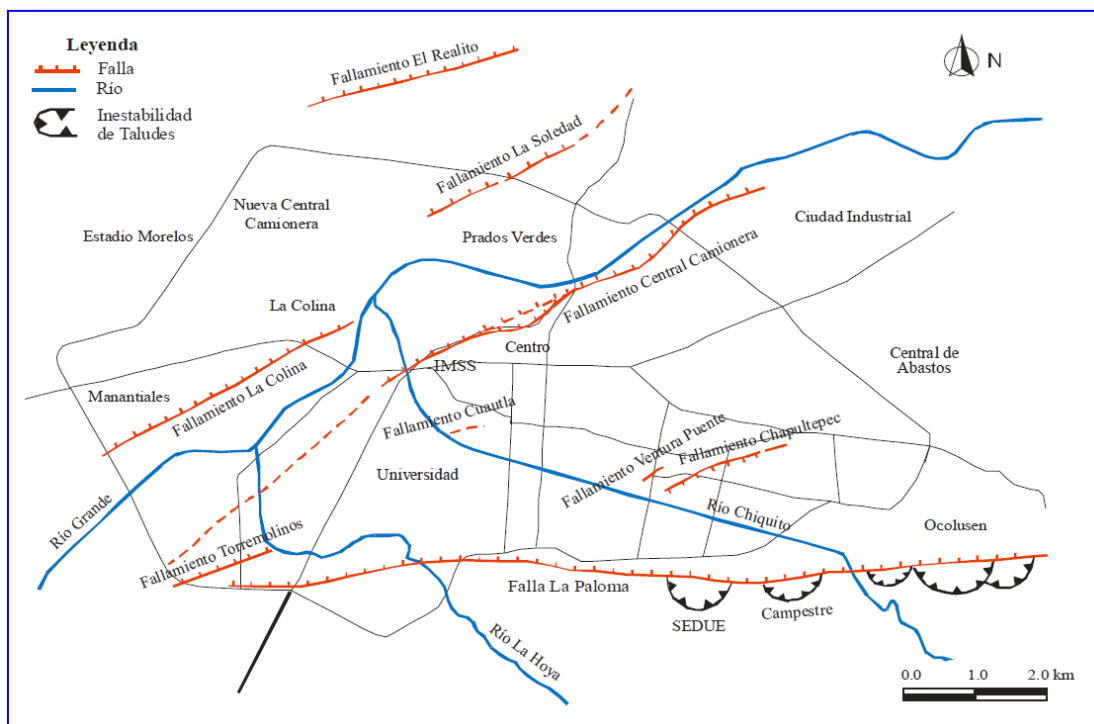 Leyenda
Falla
Río
Inestabilidad
de Taludes
N
Fallamiento El Realito
Fallamiento La Soledad
Nueva Central
Camionera
Estadio Morelos
Prados Verdes
Ciudad Industrial
Fallamiento Central Camionera
La Colina
Centro
IMSS
Central de
Abastos
Manantiales
Fallamiento La Colina
Fallamiento Cuautla
Fallamiento Ventura Puente
Fallamiento Chapultepec
Universidad
Río Grande
Río Chiquito
Ocolusen
Fallamiento Torremolinos
Falla La Paloma
Campestre
SEDUE
Río La Hoya
0.0 1.0 2.0 km